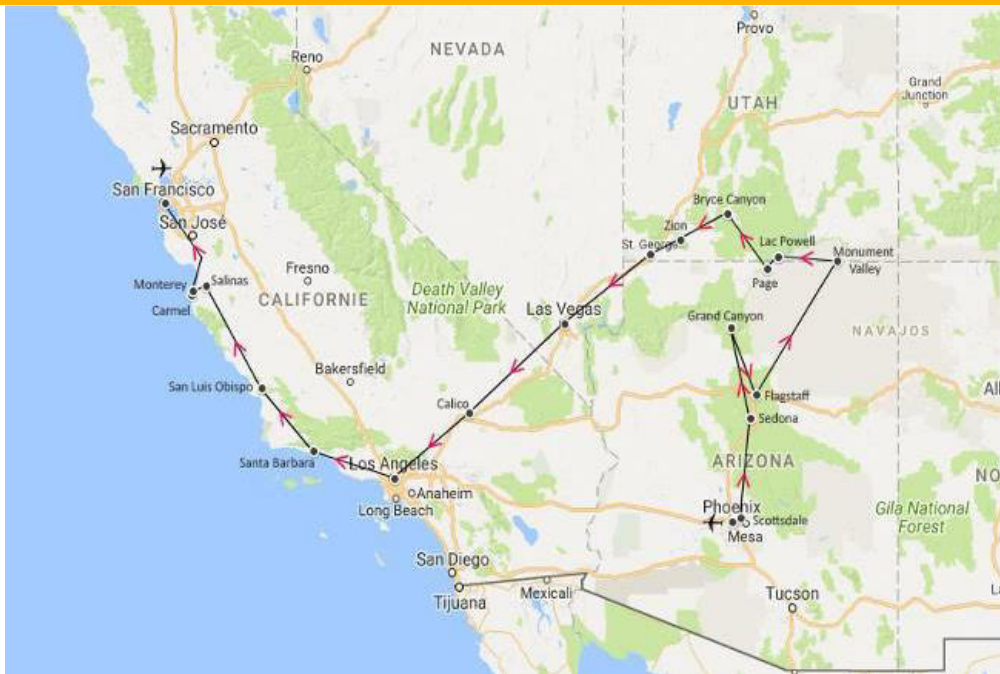 Provo
NEVADA
Reno
Grand
Junction
UTAH
Sacramento
San Francisco
Bryce Canyon
San José
Zion
St. George
Lac Powell
Monument
Valley
Fresno
Salinas
Monterey
Page
Death Valley
National Park
CALIFORNIE
Carmel
Las Vegas
Grand Canyon
NAVAJOS
Bakersfield
San Luis Obispo
Flagstaff
Calico
Sedona
Santa Barbara
Los Angeles
ARIZONA
Anaheim
Long Beach
Phoenix
Scottsdale
Mesa
Gila National
Forest
San Diego
Mexicali
Tijuana
Tucson